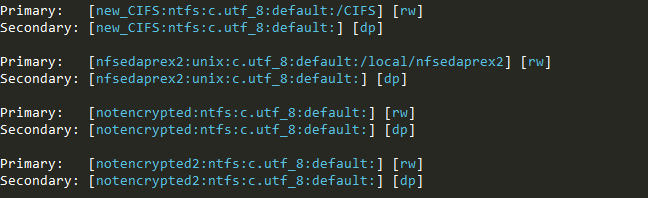 Primary:   [new_CIFS:ntfs:c.utf_8:default:/CIFS] [rw]
Secondary: [new_CIFS:ntfs:c.utf_8:default:] [dp]
Primary:   [nfsedaprex2:unix:c.utf_8:default:/local/nfsedaprex2] [rw]
Secondary: [nfsedaprex2:unix:c.utf_8:default:] [dp]
Primary:   [notencrypted:ntfs:c.utf_8:default:] [rw]
Secondary: [notencrypted:ntfs:c.utf_8:default:] [dp]
Primary:   [notencrypted2:ntfs:c.utf_8:default:] [rw]
Secondary: [notencrypted2:ntfs:c.utf_8:default:] [dp]